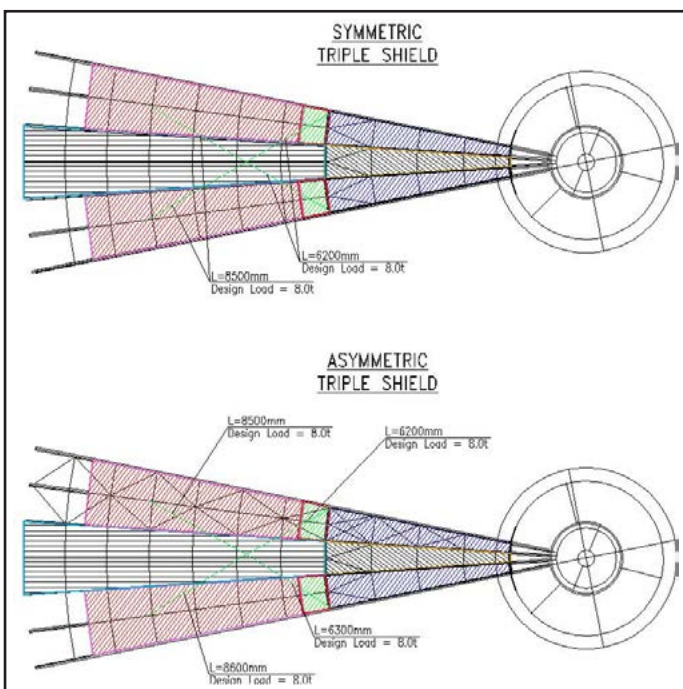 SYMMETRIC
TRIPLE SHIELD
L=6200mm
Design Load = 8.0t
L=8500mm
Design Load = 8.0t
ASYMMETRIC
TRIPLE SHIELD
L=8500mm
Design Load = 8.0t
L=6200mm
Design Load = 8.0t
L=6300mm
Design Load = 8.0t
L=8600mm
Design Load = 8.0t